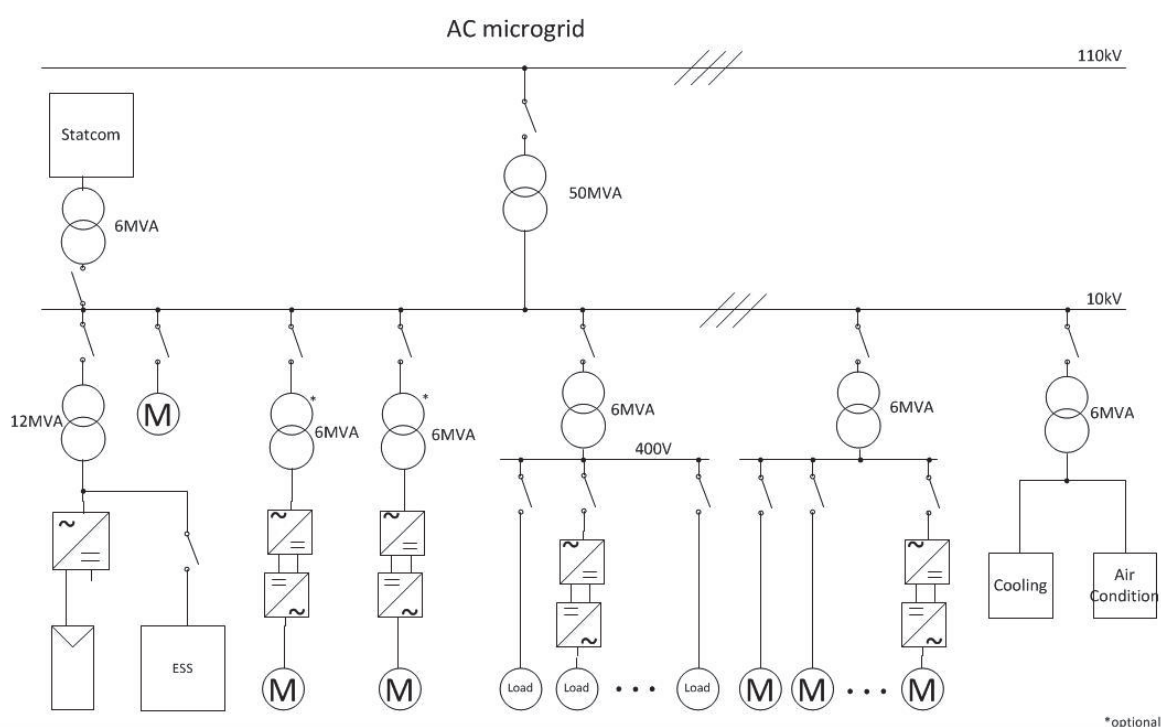 AC microgrid
110kV
Statcom
50MVA
6MVA
10kV
12MVA
M
*
6MVA
*
6MVA
6MVA
400V
6MVA
6MVA
~
=
~
=
=
~
~
=
=
~
~
=
=
~
~
=
=
~
Cooling
Air
Condition
ESS
M
M
Load
Load
• • •
Load
M
M
• • •
M
*optional